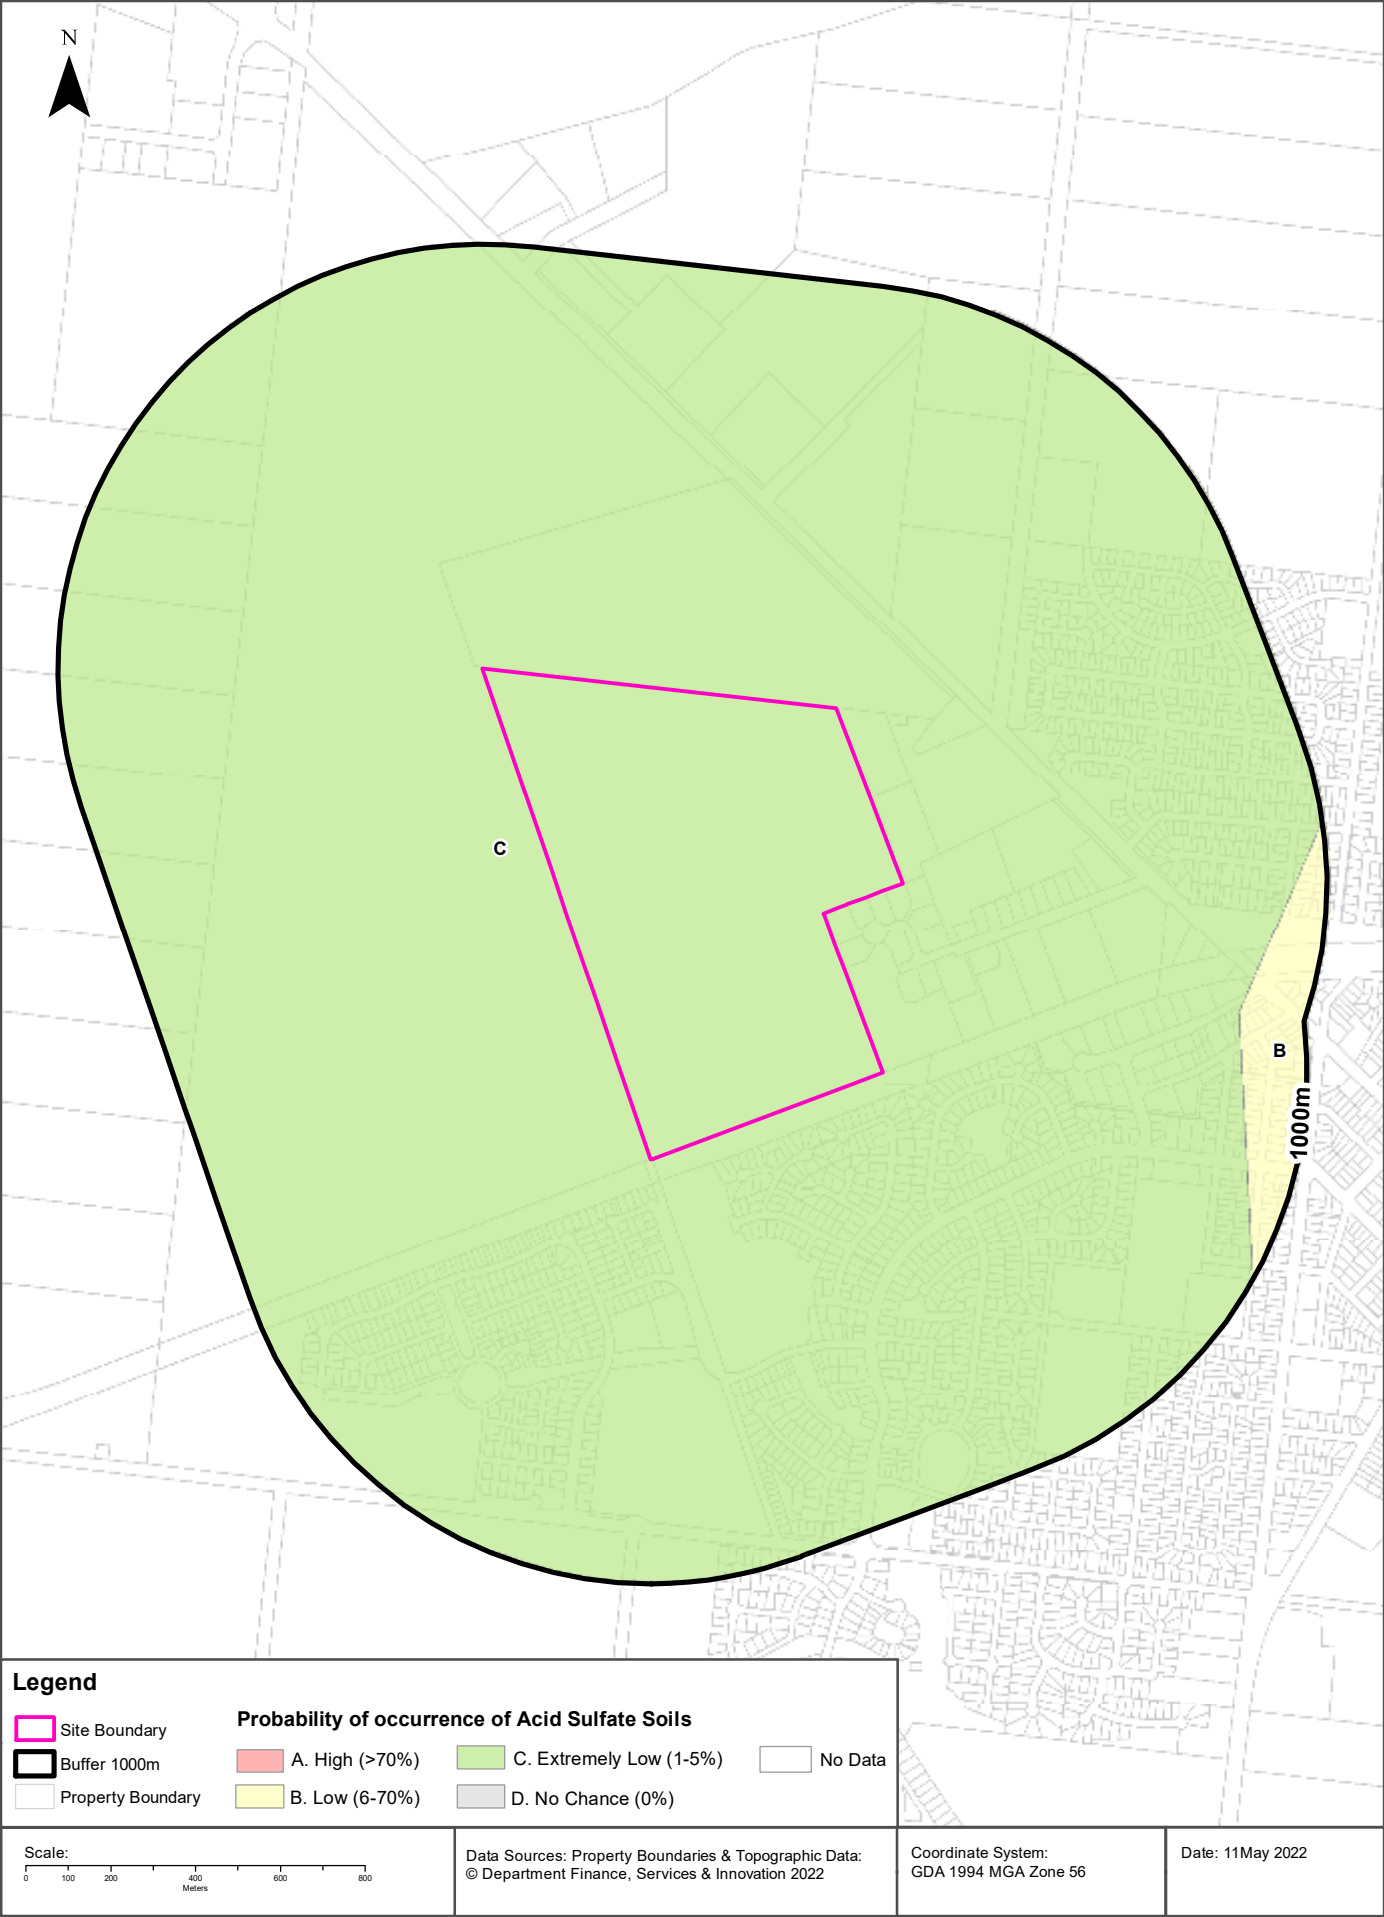 N
C
B
1000m
Legend
Site Boundary
Buffer 1000m
Property Boundary
Probability of occurrence of Acid Sulfate Soils
A. High (>70%)
B. Low (6-70%)
C. Extremely Low (1-5%)
D. No Chance (0%)
No Data
Scale:
0 100 200 400 600 800
Meters
Data Sources: Property Boundaries & Topographic Data:
© Department Finance, Services & Innovation 2022
Coordinate System:
GDA 1994 MGA Zone 56
Date: 11May 2022